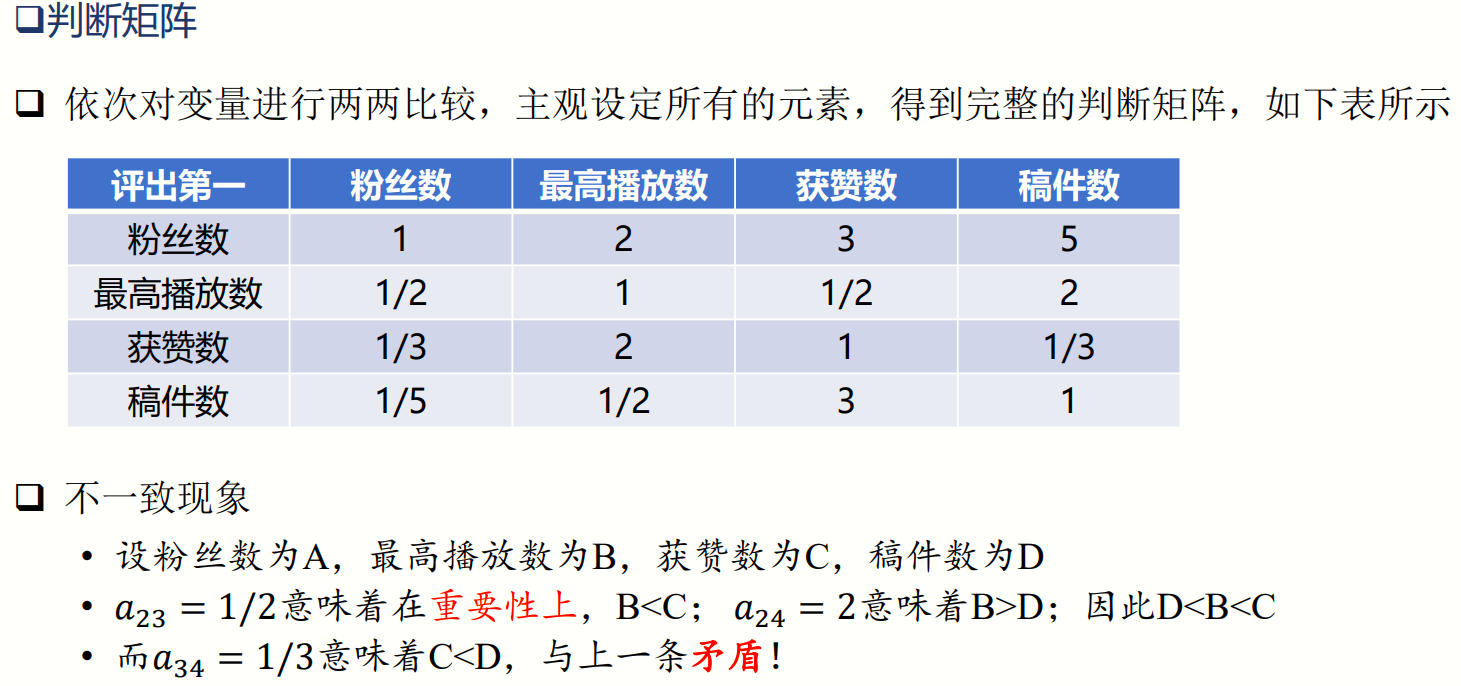 ❑判断矩阵
❑ 依次对变量进行两两比较，主观设定所有的元素，得到完整的判断矩阵，如下表所示
评出第一 粉丝数 最高播放数 获赞数 稿件数
粉丝数 1 2 3 5
最高播放数 1/2 1 1/2 2
获赞数 1/3 2 1 1/3
稿件数 1/5 1/2 3 1
❑ 不一致现象
• 设粉丝数为A，最高播放数为B，获赞数为C，稿件数为D
• a₂₃ = 1/2意味着在重要性上，B<C；a₂₄ = 2意味着B>D；因此D<B<C
• 而a₃₄ = 1/3意味着C<D，与上一条矛盾！